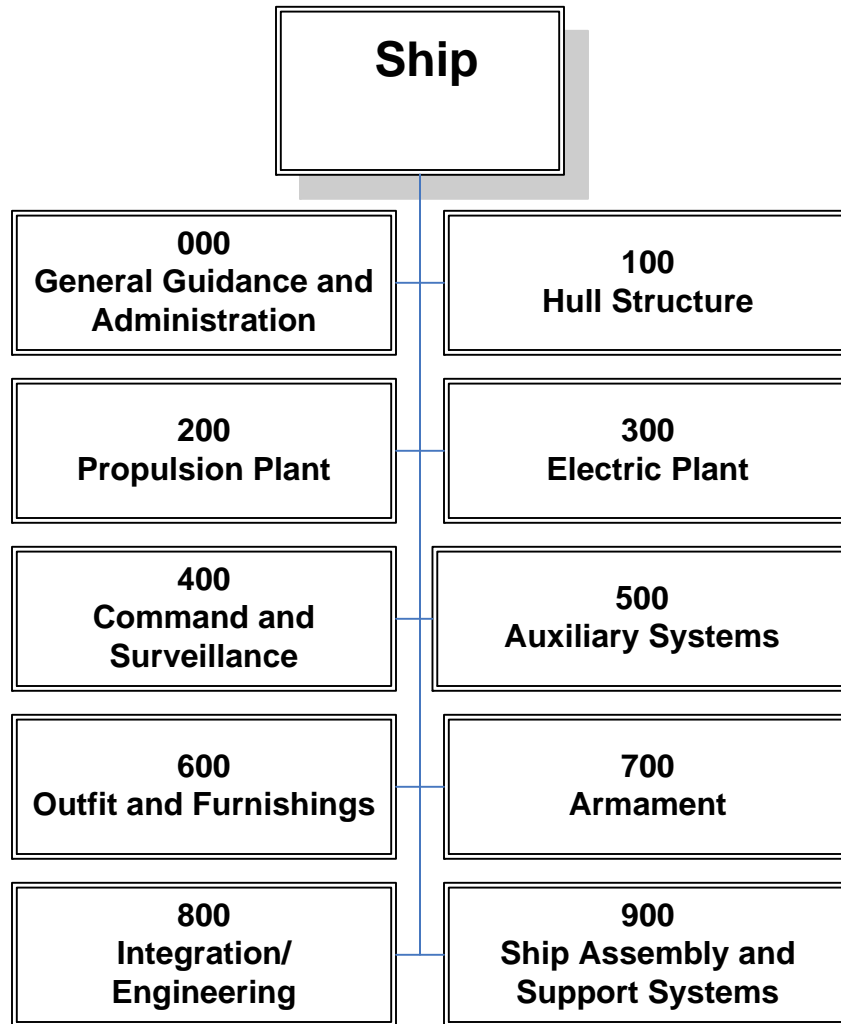 Ship
000
General Guidance and
Administration
100
Hull Structure
200
Propulsion Plant
300
Electric Plant
400
Command and
Surveillance
500
Auxiliary Systems
600
Outfit and Furnishings
700
Armament
800
Integration/
Engineering
900
Ship Assembly and
Support Systems